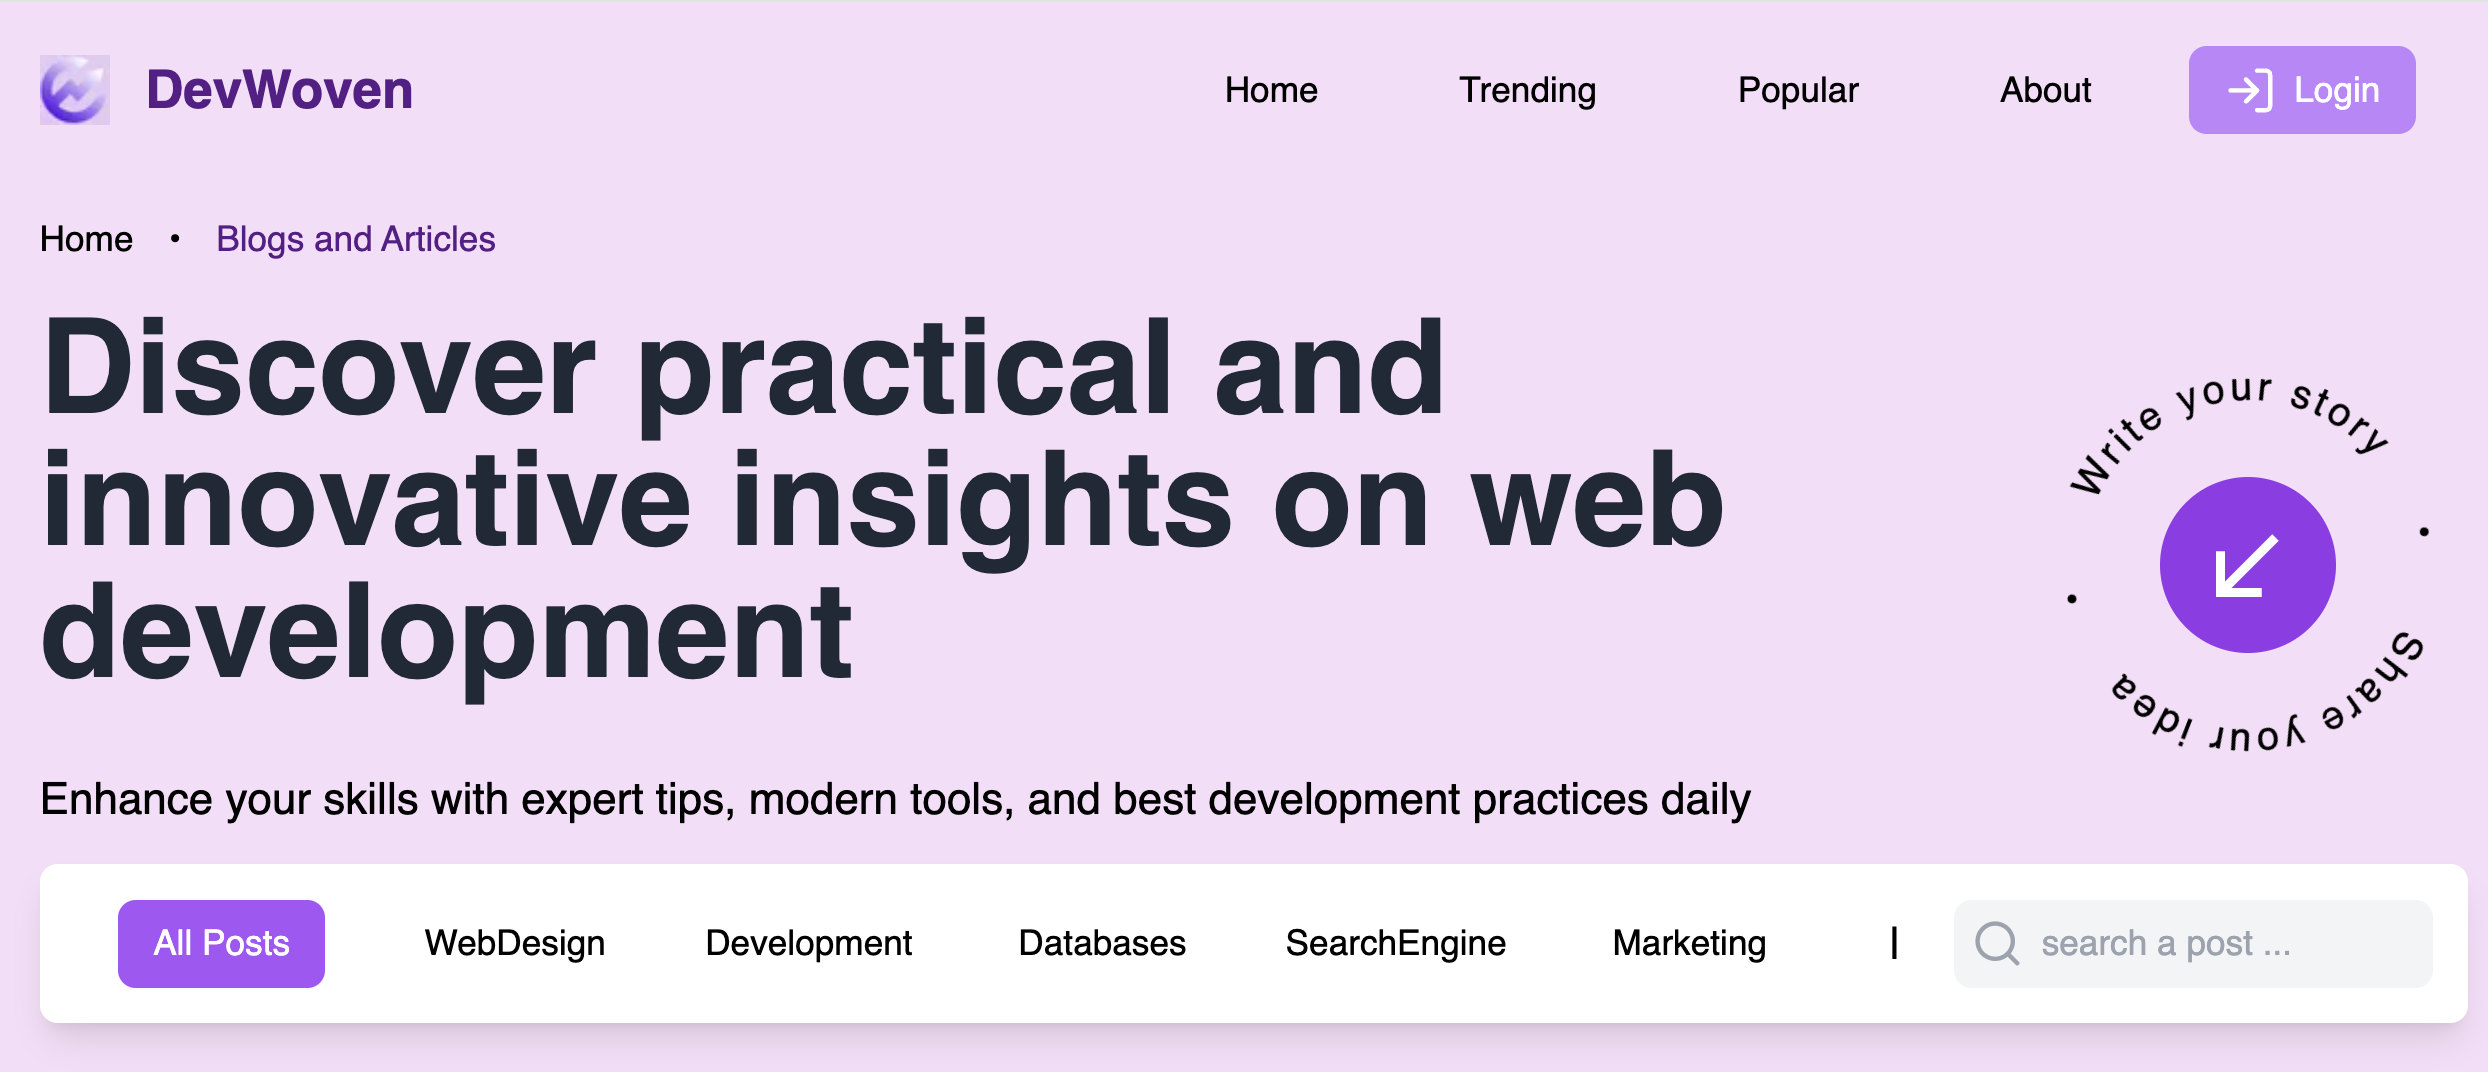 DevWoven
Home
Trending
Popular
About
Login
Home • Blogs and Articles
Discover practical and
innovative insights on web
development
Write your story •
Share your idea •
Enhance your skills with expert tips, modern tools, and best development practices daily
All Posts
WebDesign
Development
Databases
SearchEngine
Marketing
|
search a post ...